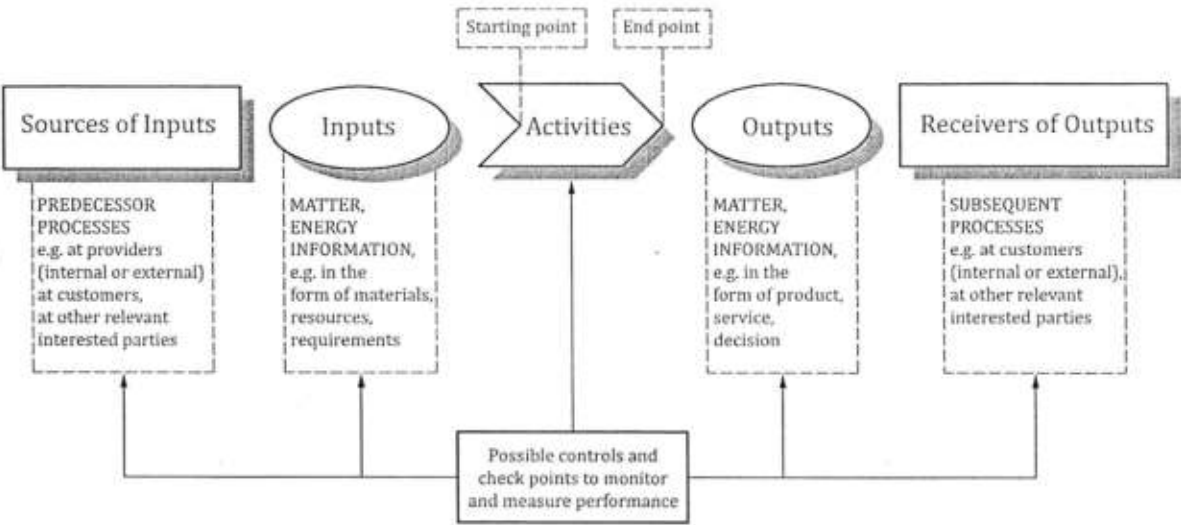 Starting point
End point
Sources of Inputs
Inputs
Activities
Outputs
Receivers of Outputs
PREDECESSOR
PROCESSES
e.g. at providers
(internal or external)
at customers,
at other relevant
interested parties
MATTER,
ENERGY
INFORMATION,
e.g. in the
form of materials,
resources,
requirements
MATTER,
ENERGY
INFORMATION,
e.g. in the
form of product,
service,
decision
SUBSEQUENT
PROCESSES
e.g. at customers
(internal or external),
at other relevant
interested parties
Possible controls and
check points to monitor
and measure performance